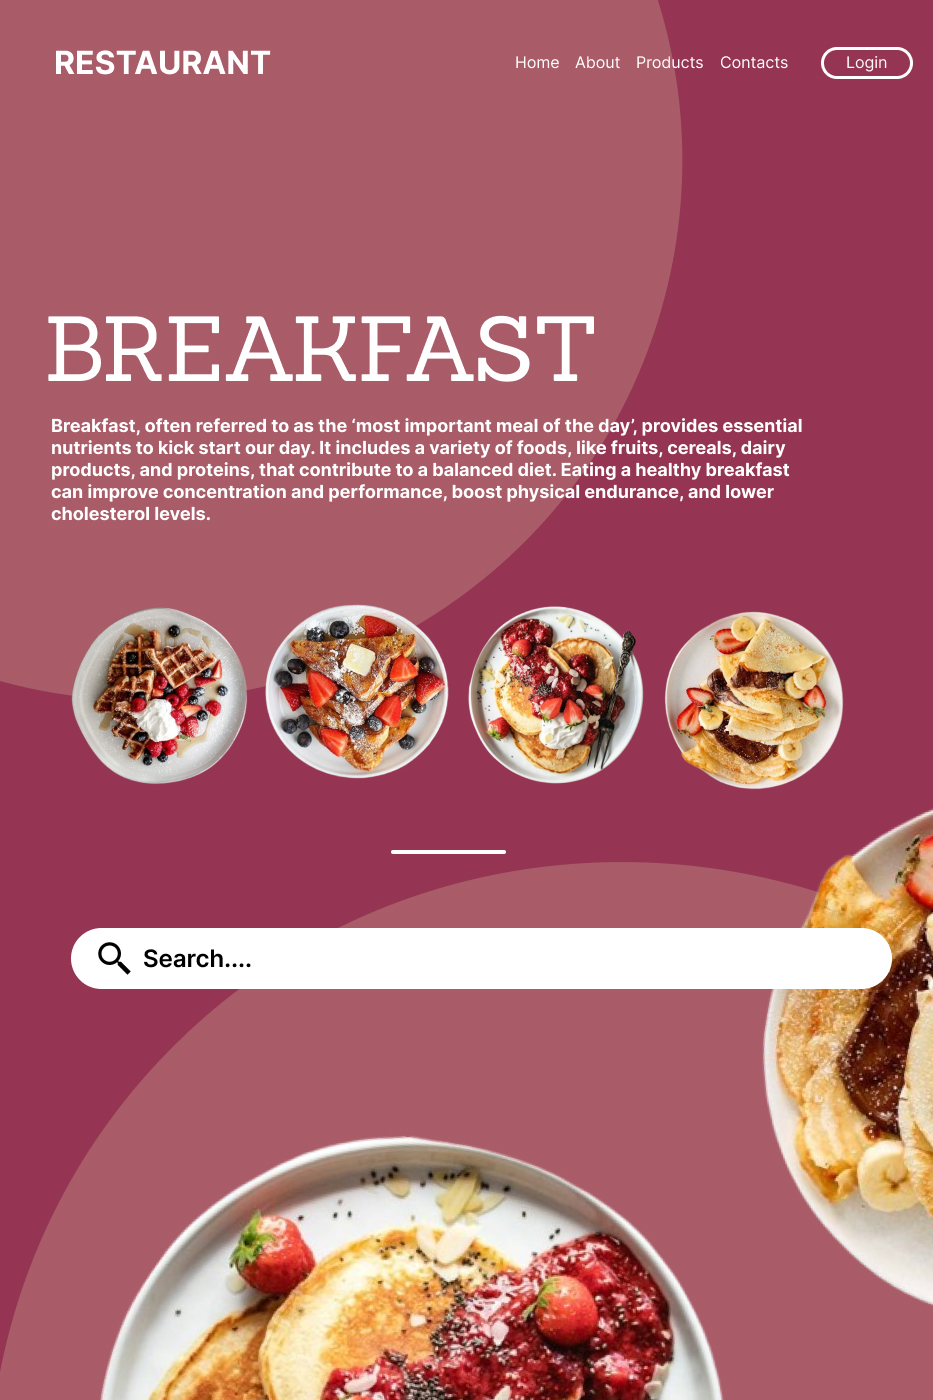 RESTAURANT
Home About Products Contacts Login
BREAKFAST
Breakfast, often referred to as the ‘most important meal of the day’, provides essential
nutrients to kick start our day. It includes a variety of foods, like fruits, cereals, dairy
products, and proteins, that contribute to a balanced diet. Eating a healthy breakfast
can improve concentration and performance, boost physical endurance, and lower
cholesterol levels.
Search....